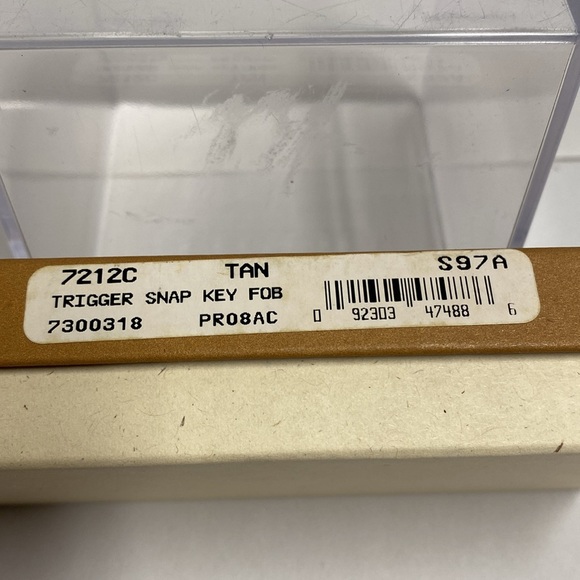 7212C TAN S97A
TRIGGER SNAP KEY FOB
7300318 PR08AC
0 92303 47488 6